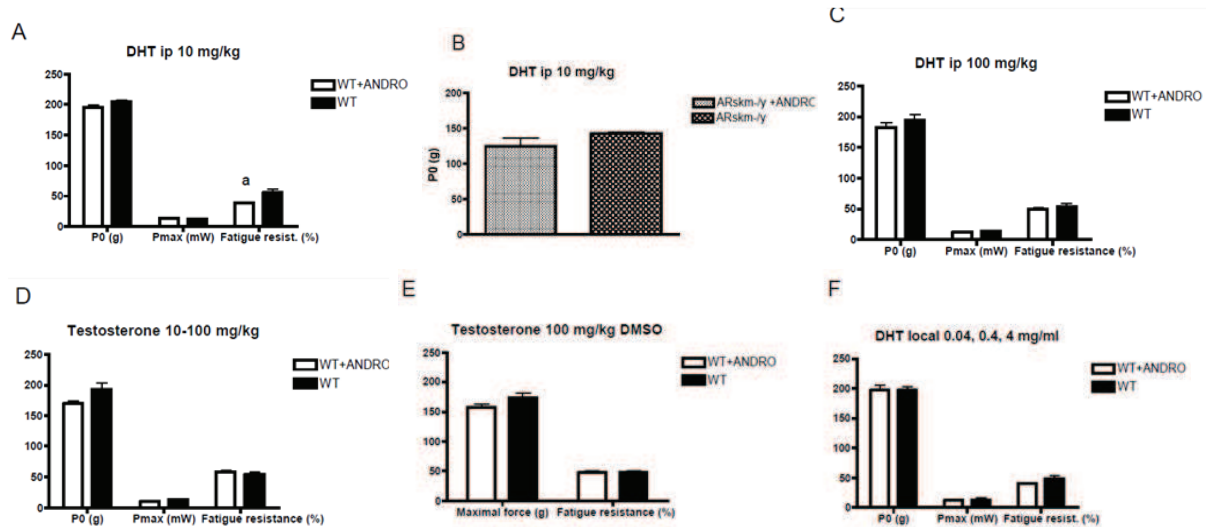 A
DHT ip 10 mg/kg
WT+ANDRO
WT
250
200
150
100
50
0
a
P0 (g) Pmax (mW) Fatigue resist. (%)
B
DHT ip 10 mg/kg
ARskm-/y +ANDRC
ARskm-/y
P0 (g)
200
150
100
50
0
C
DHT ip 100 mg/kg
WT+ANDRO
WT
250
200
150
100
50
0
P0 (g) Pmax (mW) Fatigue resistance (%)
D
Testosterone 10-100 mg/kg
WT+ANDRO
WT
250
200
150
100
50
0
P0 (g) Pmax (mW) Fatigue resistance (%)
E
Testosterone 100 mg/kg DMSO
WT+ANDRO
WT
250
200
150
100
50
0
Maximal force (g) Fatigue resistance (%)
F
DHT local 0.04, 0.4, 4 mg/ml
WT+ANDRO
WT
250
200
150
100
50
0
P0 (g) Pmax (mW) Fatigue resist. (%)